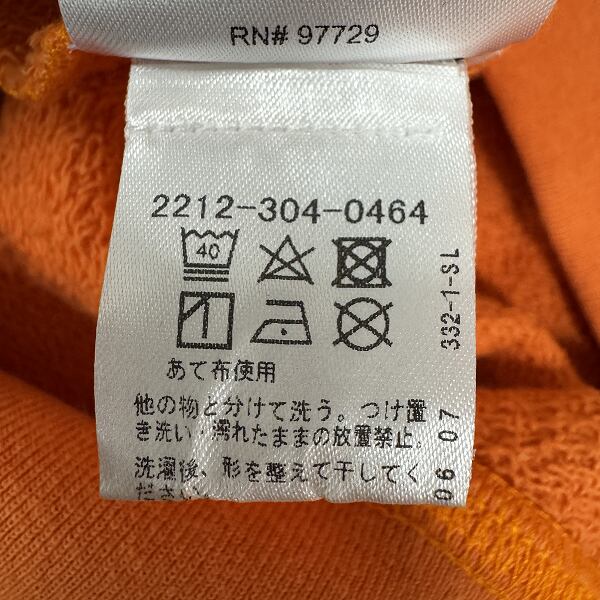 RN# 97729
2212-304-0464
40
あて布使用
他の物と分けて洗う。つけ置
き洗い・濡れたままの放置禁止。
洗濯後、形を整えて干してく
ださい
332-1-SL
06 07